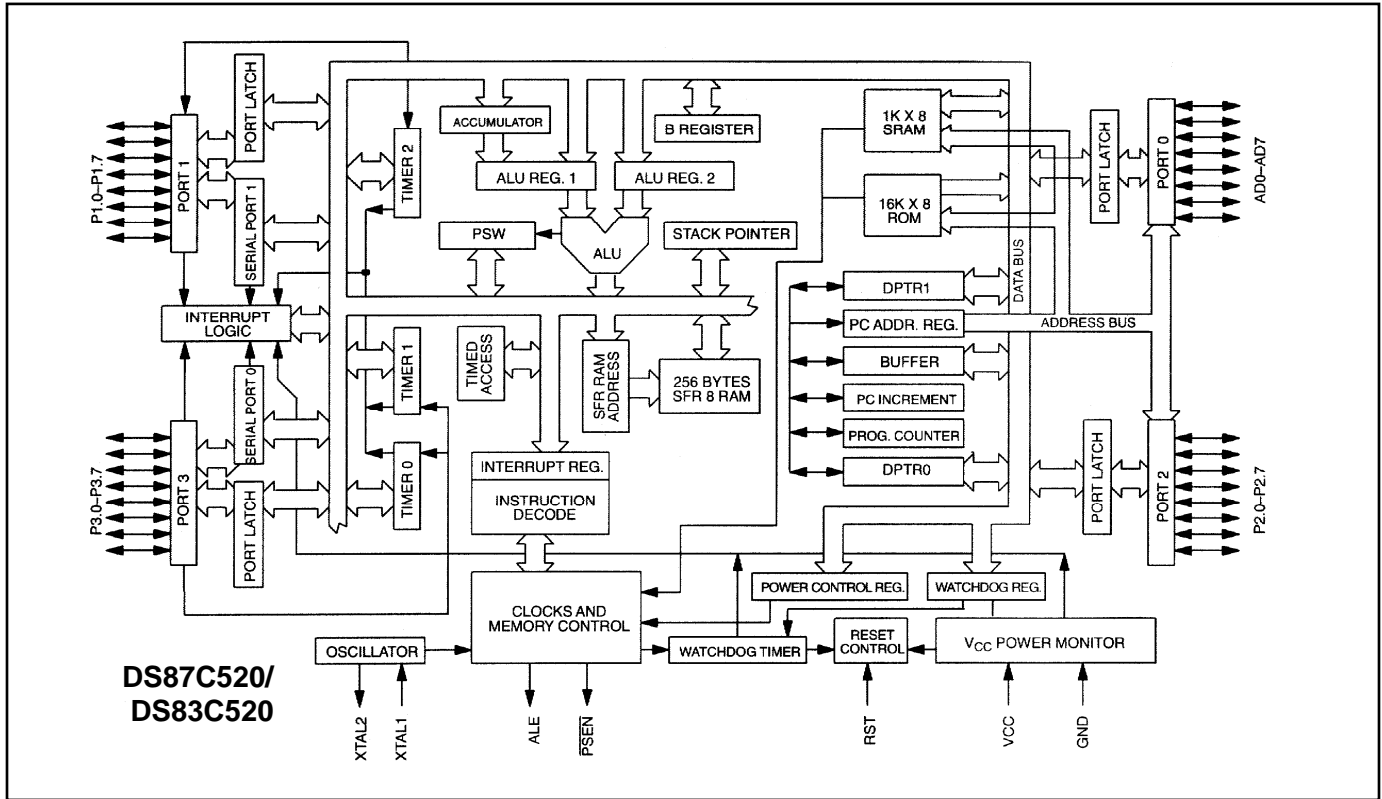 PORT LATCH
P1.0–P1.7
PORT 1
SERIAL PORT 1
TIMER 2
ACCUMULATOR
B REGISTER
ALU REG. 1
ALU REG. 2
PSW
ALU
STACK POINTER
1K X 8
SRAM
16K X 8
ROM
PORT LATCH
PORT 0
AD0–AD7
DATA BUS
INTERRUPT
LOGIC
DPTR1
PC ADDR. REG.
ADDRESS BUS
BUFFER
PC INCREMENT
PROG. COUNTER
DPTR0
TIMER 1
TIMED
ACCESS
SFR RAM
ADDRESS
256 BYTES
SFR 8 RAM
P3.0–P3.7
PORT 3
SERIAL PORT 0
PORT LATCH
TIMER 0
INTERRUPT REG.
INSTRUCTION
DECODE
PORT LATCH
PORT 2
P2.0–P2.7
POWER CONTROL REG.
WATCHDOG REG.
CLOCKS AND
MEMORY CONTROL
OSCILLATOR
WATCHDOG TIMER
RESET
CONTROL
VCC POWER MONITOR
DS87C520/
DS83C520
XTAL2
XTAL1
ALE
PSEN
RST
VCC
GND